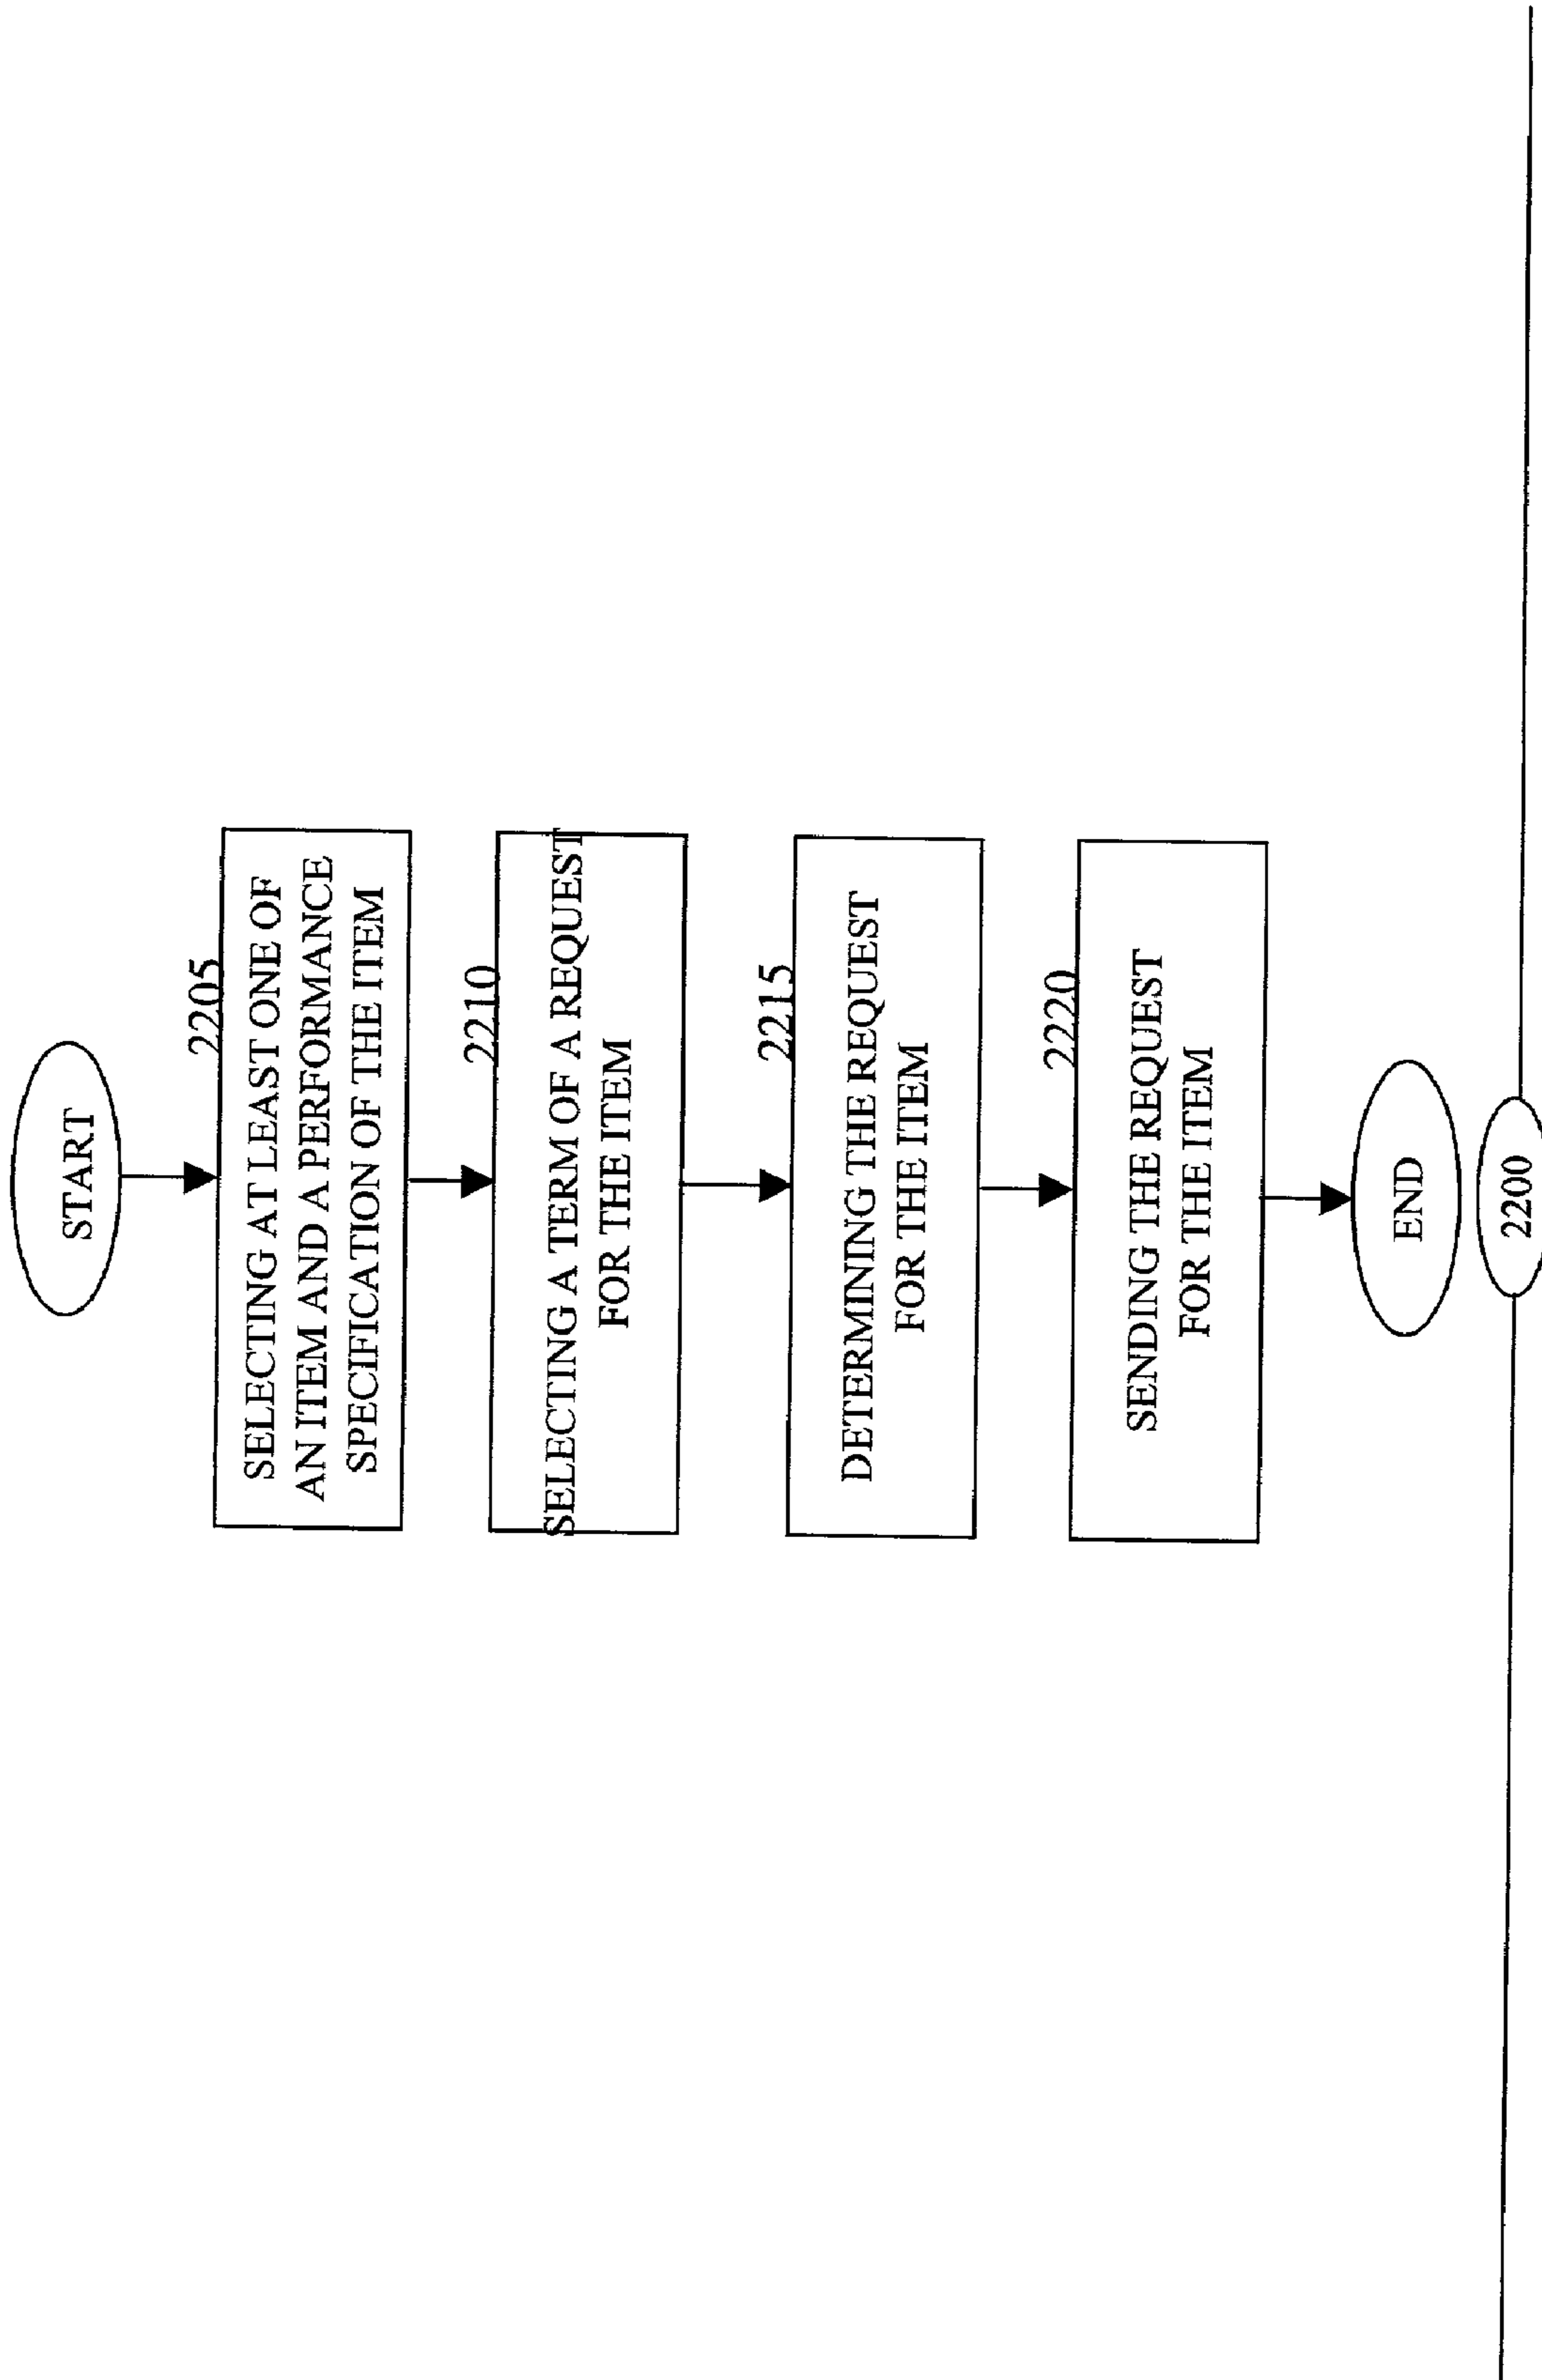 START
2205
SELECTING AT LEAST ONE OF
AN ITEM AND A PERFORMANCE
SPECIFICATION OF THE ITEM
2210
SELECTING A TERM OF A REQUEST
FOR THE ITEM
2215
DETERMINING THE REQUEST
FOR THE ITEM
2220
SENDING THE REQUEST
FOR THE ITEM
END
2200